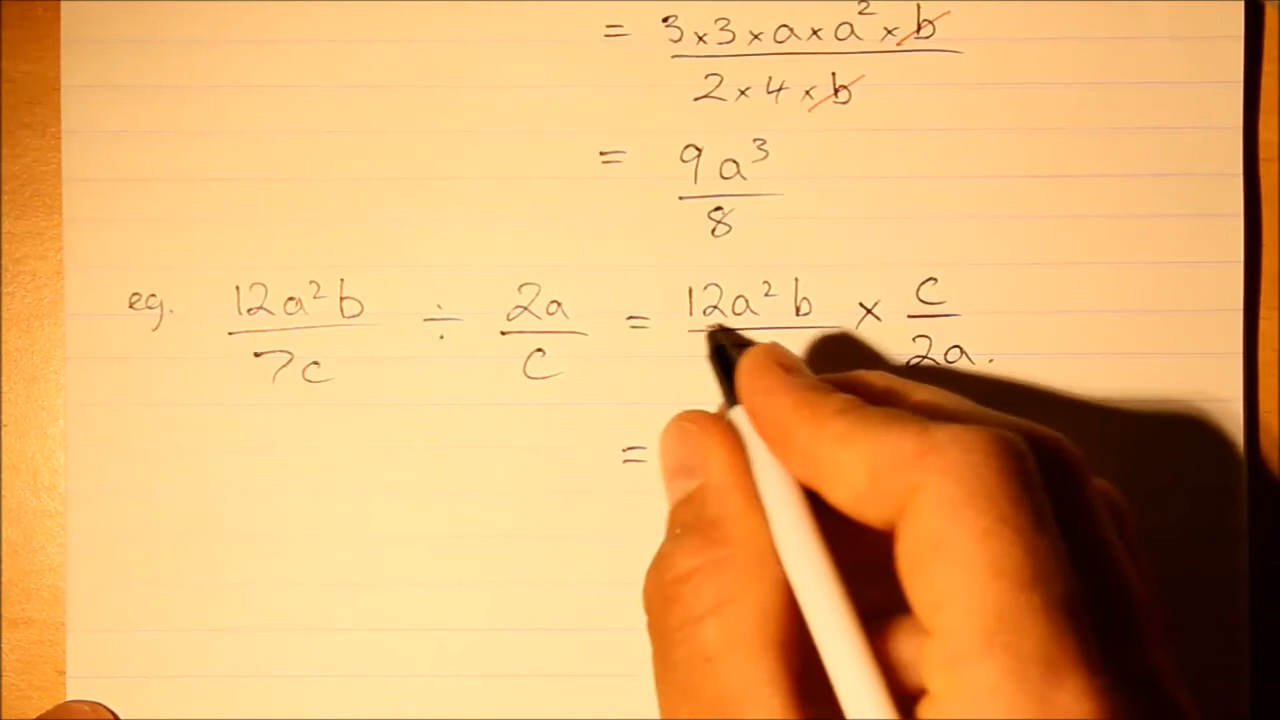 = 3×3×a×a²×b
2×4×b
= 9a³
8
eg. 12a²b ÷ 2a = 12a²b × c
7c c 2a.
=